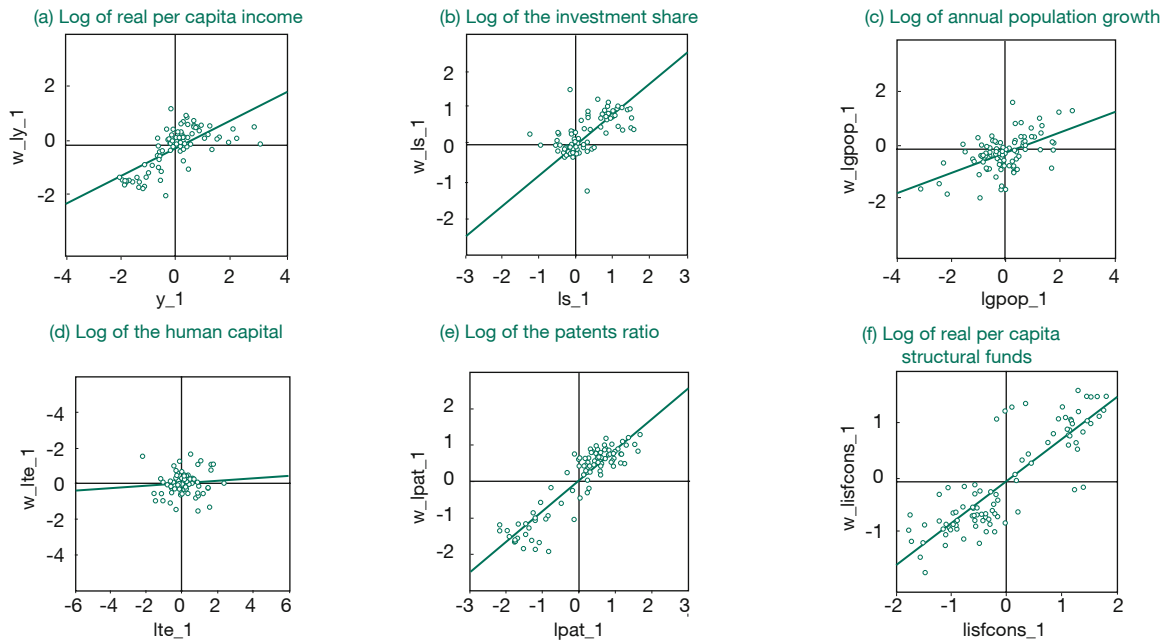 (a) Log of real per capita income
w_ly_1
2
0
-2
-4 -2 0 2 4
y_1
(b) Log of the investment share
w_ls_1
2
1
0
-1
-2
-3 -2 -1 0 1 2 3
ls_1
(c) Log of annual population growth
w_lgpop_1
2
0
-2
-4 -2 0 2 4
lgpop_1
(d) Log of the human capital
w_lte_1
-4
-2
0
-2
-4
-6 -4 -2 0 2 4 6
lte_1
(e) Log of the patents ratio
w_lpat_1
2
1
0
-1
-2
-3 -2 -1 0 1 2 3
lpat_1
(f) Log of real per capita
structural funds
w_lisfcons_1
1
0
-1
-2 -1 0 1 2
lisfcons_1